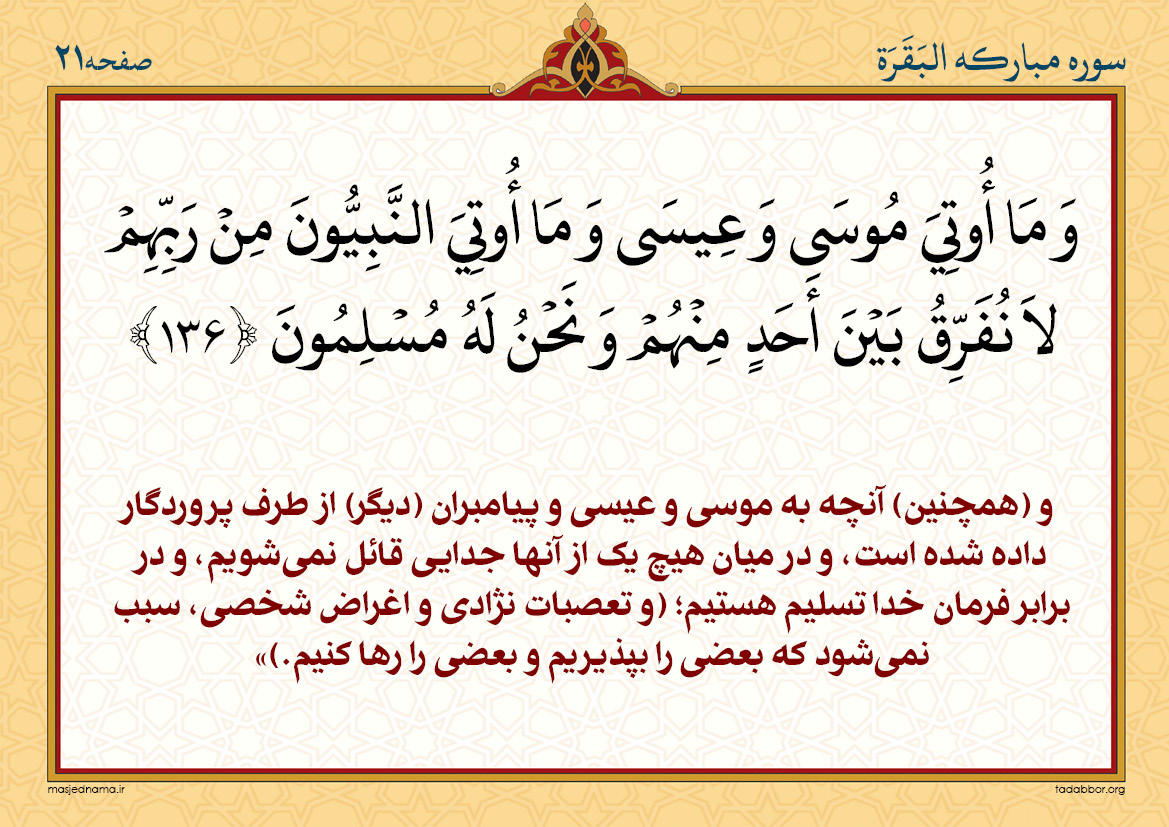 سوره مبارکه البَقَرَة
صفحه۲۱
وَ مَا أُوتِيَ مُوسَى وَ عِيسَى وَ مَا أُوتِيَ النَّبِيُّونَ مِنْ رَبِّهِمْ
لاَ نُفَرِّقُ بَيْنَ أَحَدٍ مِنْهُمْ وَ نَحْنُ لَهُ مُسْلِمُونَ ﴿۱۳۶﴾
و (همچنین) آنچه به موسی و عیسی و پیامبران (دیگر) از طرف پروردگار
داده شده است، و در میان هیچ یک از آنها جدایی قائل نمی‌شویم، و در
برابر فرمان خدا تسلیم هستیم؛ (و تعصبات نژادی و اغراض شخصی، سبب
نمی‌شود که بعضی را بپذیریم و بعضی را رها کنیم.)»
masjednama.ir
tadabbor.org